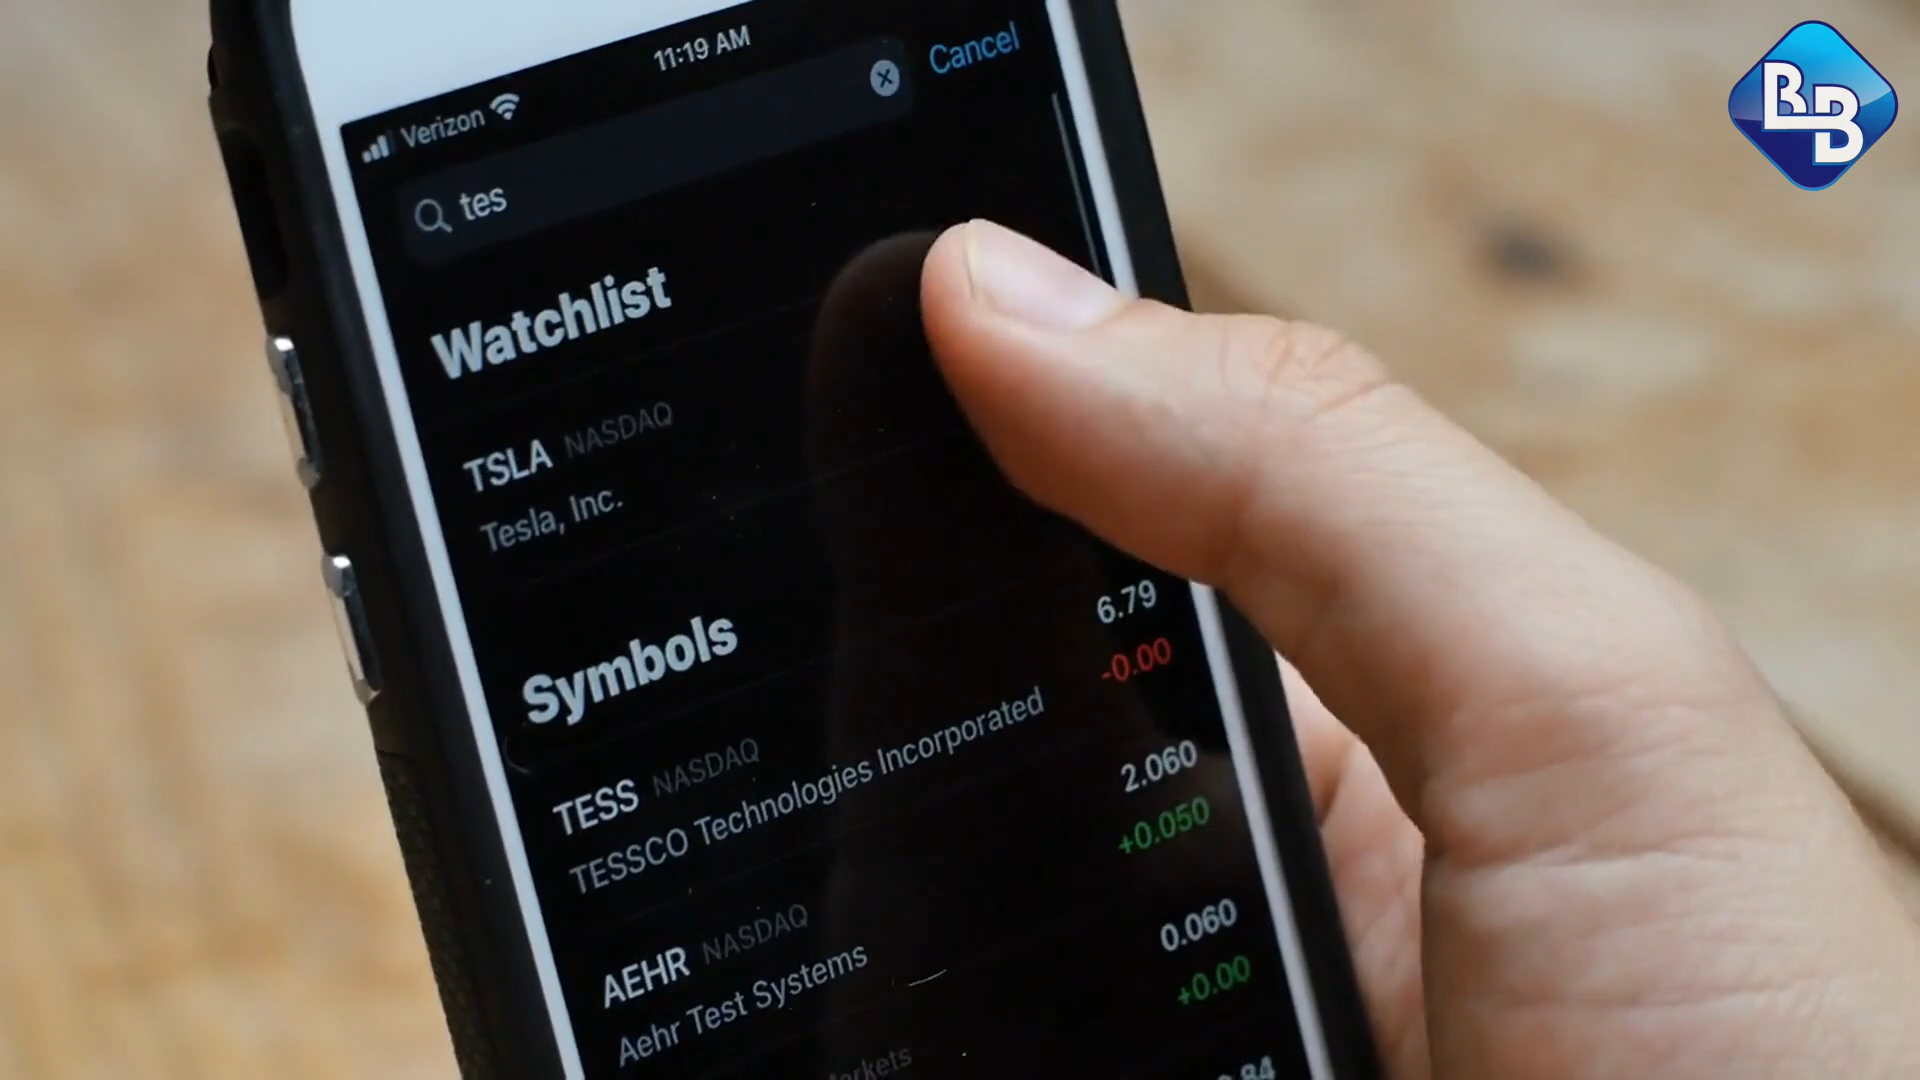 Verizon
11:19 AM
tes
Cancel
Watchlist
TSLA NASDAQ
Tesla, Inc.
Symbols
6.79
-0.00
TESS NASDAQ
TESSCO Technologies Incorporated
2.060
+0.050
AEHR NASDAQ
Aehr Test Systems
0.060
+0.00
BB